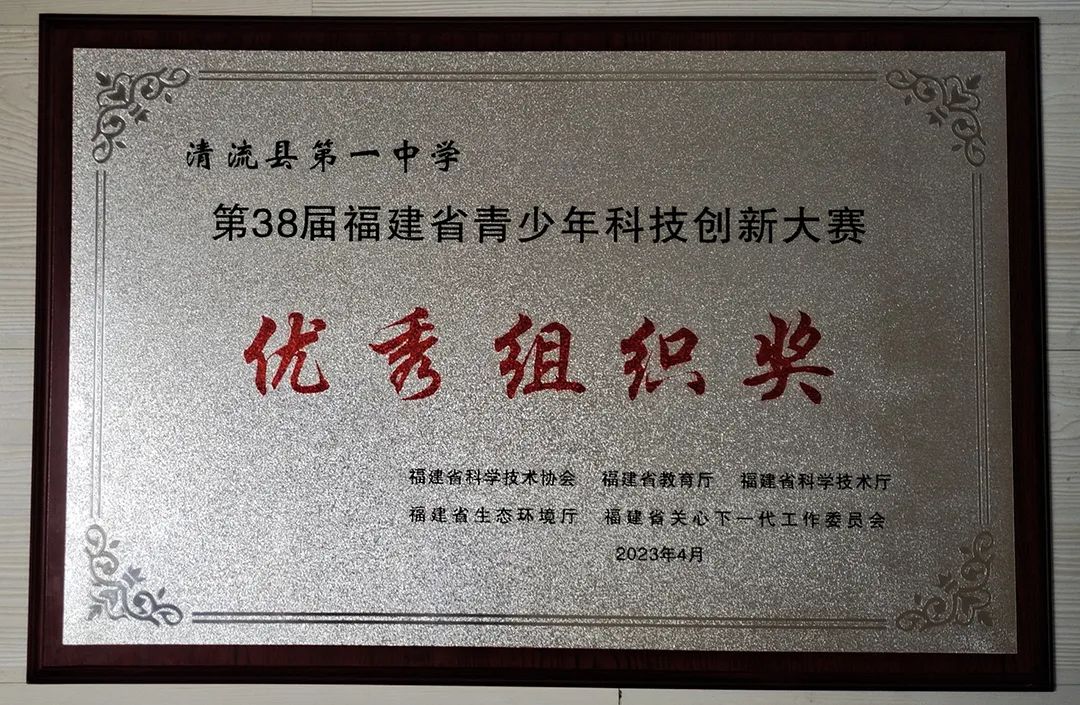 清流县第一中学
第38届福建省青少年科技创新大赛
优秀组织奖
福建省科学技术协会 福建省教育厅 福建省科学技术厅
福建省生态环境厅 福建省关心下一代工作委员会
2023年4月